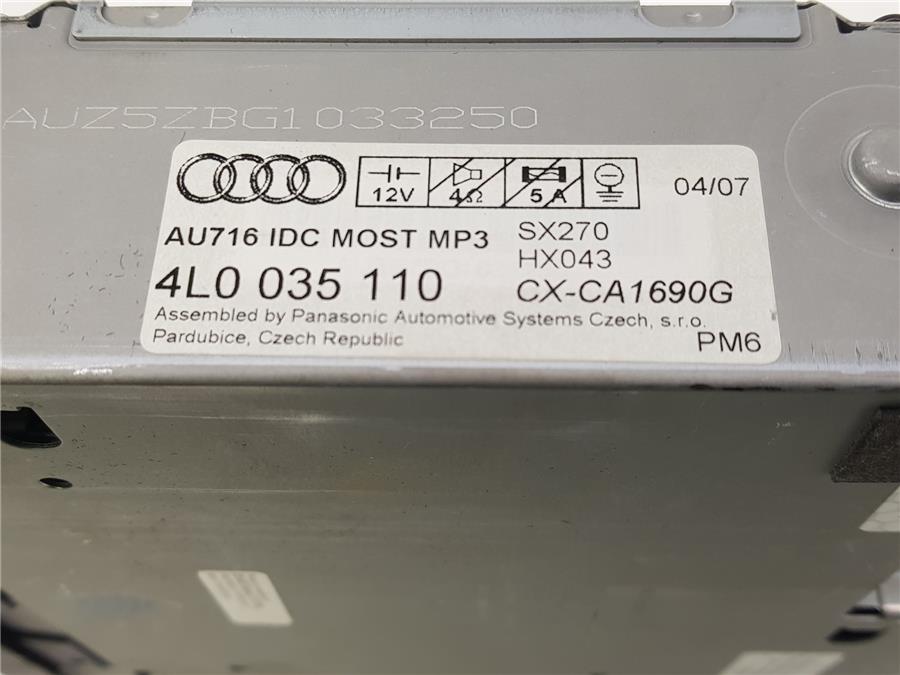 AUZ5ZBG1033250
12V 4Ω 5A
04/07
AU716 IDC MOST MP3
SX270
HX043
4L0 035 110
CX-CA1690G
Assembled by Panasonic Automotive Systems Czech, s.r.o.
Pardubice, Czech Republic
PM6